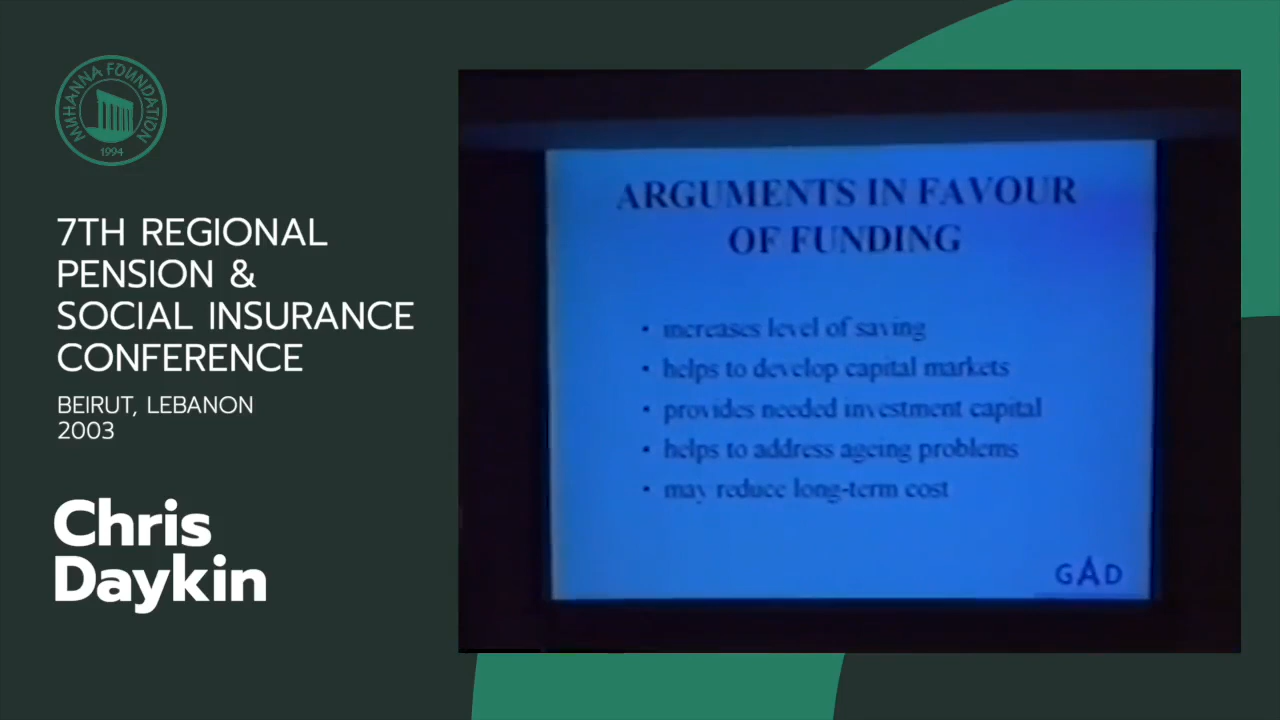 MUHANNA FOUNDATION
1994
7TH REGIONAL
PENSION &
SOCIAL INSURANCE
CONFERENCE
BEIRUT, LEBANON
2003
Chris
Daykin
ARGUMENTS IN FAVOUR
OF FUNDING
• increases level of saving
• helps to develop capital markets
• provides needed investment capital
• helps to address ageing problems
• may reduce long-term cost
GAD